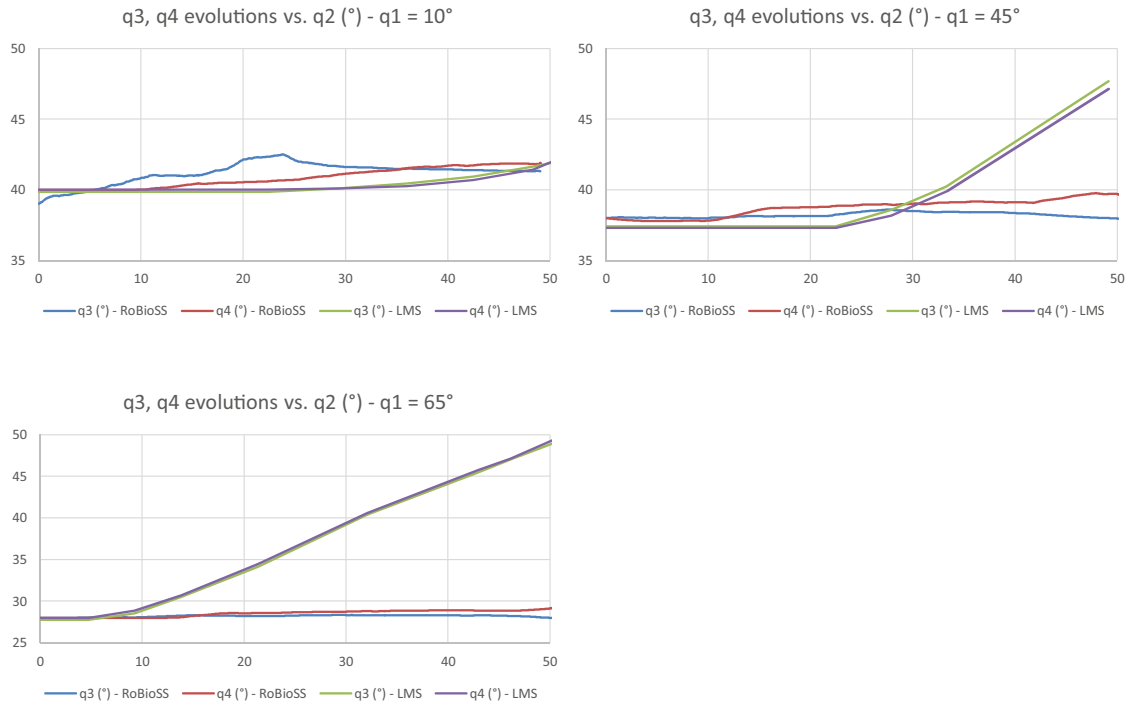 q3, q4 evolutions vs. q2 (°) - q1 = 10°
50
45
40
35
0 10 20 30 40 50
q3 (°) - RoBioSS q4 (°) - RoBioSS q3 (°) - LMS q4 (°) - LMS
q3, q4 evolutions vs. q2 (°) - q1 = 45°
50
45
40
35
0 10 20 30 40 50
q3 (°) - RoBioSS q4 (°) - RoBioSS q3 (°) - LMS q4 (°) - LMS
q3, q4 evolutions vs. q2 (°) - q1 = 65°
50
45
40
35
30
25
0 10 20 30 40 50
q3 (°) - RoBioSS q4 (°) - RoBioSS q3 (°) - LMS q4 (°) - LMS